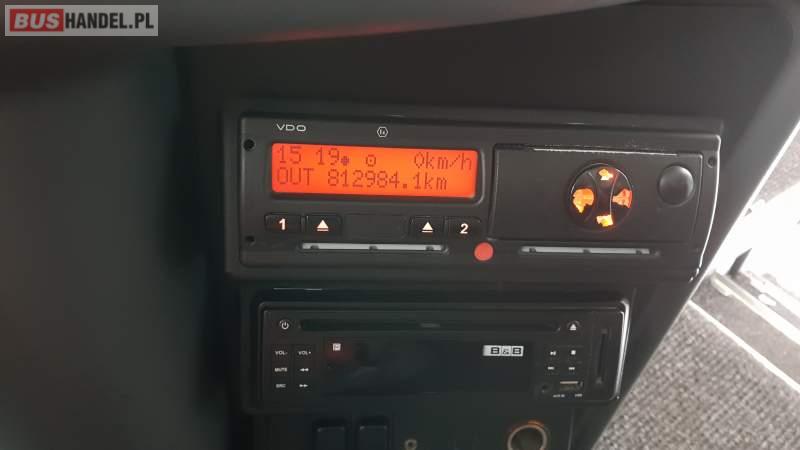 BUSHANDEL.PL
VDO
15 19 0km/h
OUT 812984.1km
1 2
VOL- VOL+
B&B
MUTE
SRC